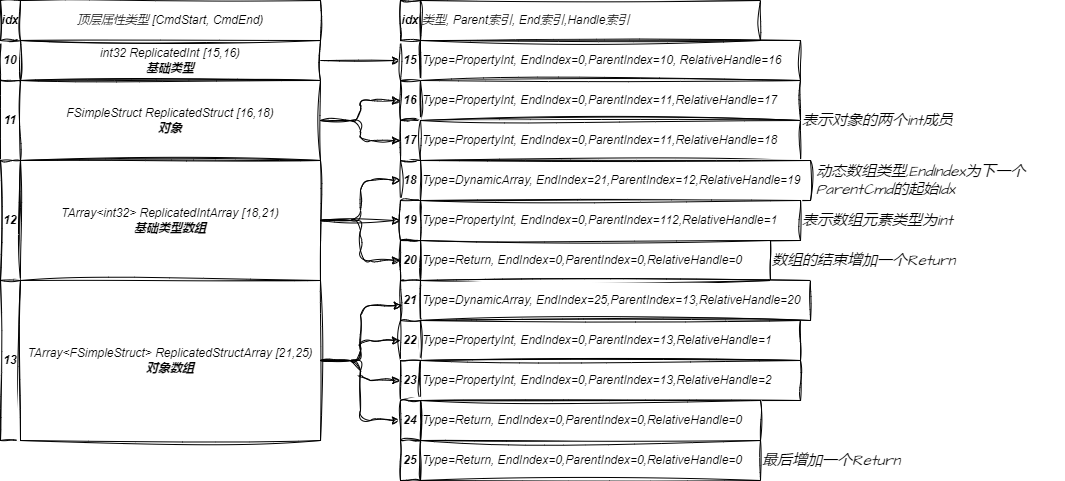 idx 顶层属性类型 [CmdStart, CmdEnd)
10 int32 ReplicatedInt [15,16)
基础类型
11 FSimpleStruct ReplicatedStruct [16,18)
对象
12 TArray<int32> ReplicatedIntArray [18,21)
基础类型数组
13 TArray<FSimpleStruct> ReplicatedStructArray [21,25)
对象数组
idx 类型, Parent索引, End索引,Handle索引
15 Type=PropertyInt, EndIndex=0,ParentIndex=10, RelativeHandle=16
16 Type=PropertyInt, EndIndex=0,ParentIndex=11,RelativeHandle=17
17 Type=PropertyInt, EndIndex=0,ParentIndex=11,RelativeHandle=18
表示对象的两个int成员
18 Type=DynamicArray, EndIndex=21,ParentIndex=12,RelativeHandle=19
动态数组类型,EndIndex为下一个
ParentCmd的起始Idx
19 Type=PropertyInt, EndIndex=0,ParentIndex=112,RelativeHandle=1
表示数组元素类型为int
20 Type=Return, EndIndex=0,ParentIndex=0,RelativeHandle=0
数组的结束增加一个Return
21 Type=DynamicArray, EndIndex=25,ParentIndex=13,RelativeHandle=20
22 Type=PropertyInt, EndIndex=0,ParentIndex=13,RelativeHandle=1
23 Type=PropertyInt, EndIndex=0,ParentIndex=13,RelativeHandle=2
24 Type=Return, EndIndex=0,ParentIndex=0,RelativeHandle=0
25 Type=Return, EndIndex=0,ParentIndex=0,RelativeHandle=0
最后增加一个Return